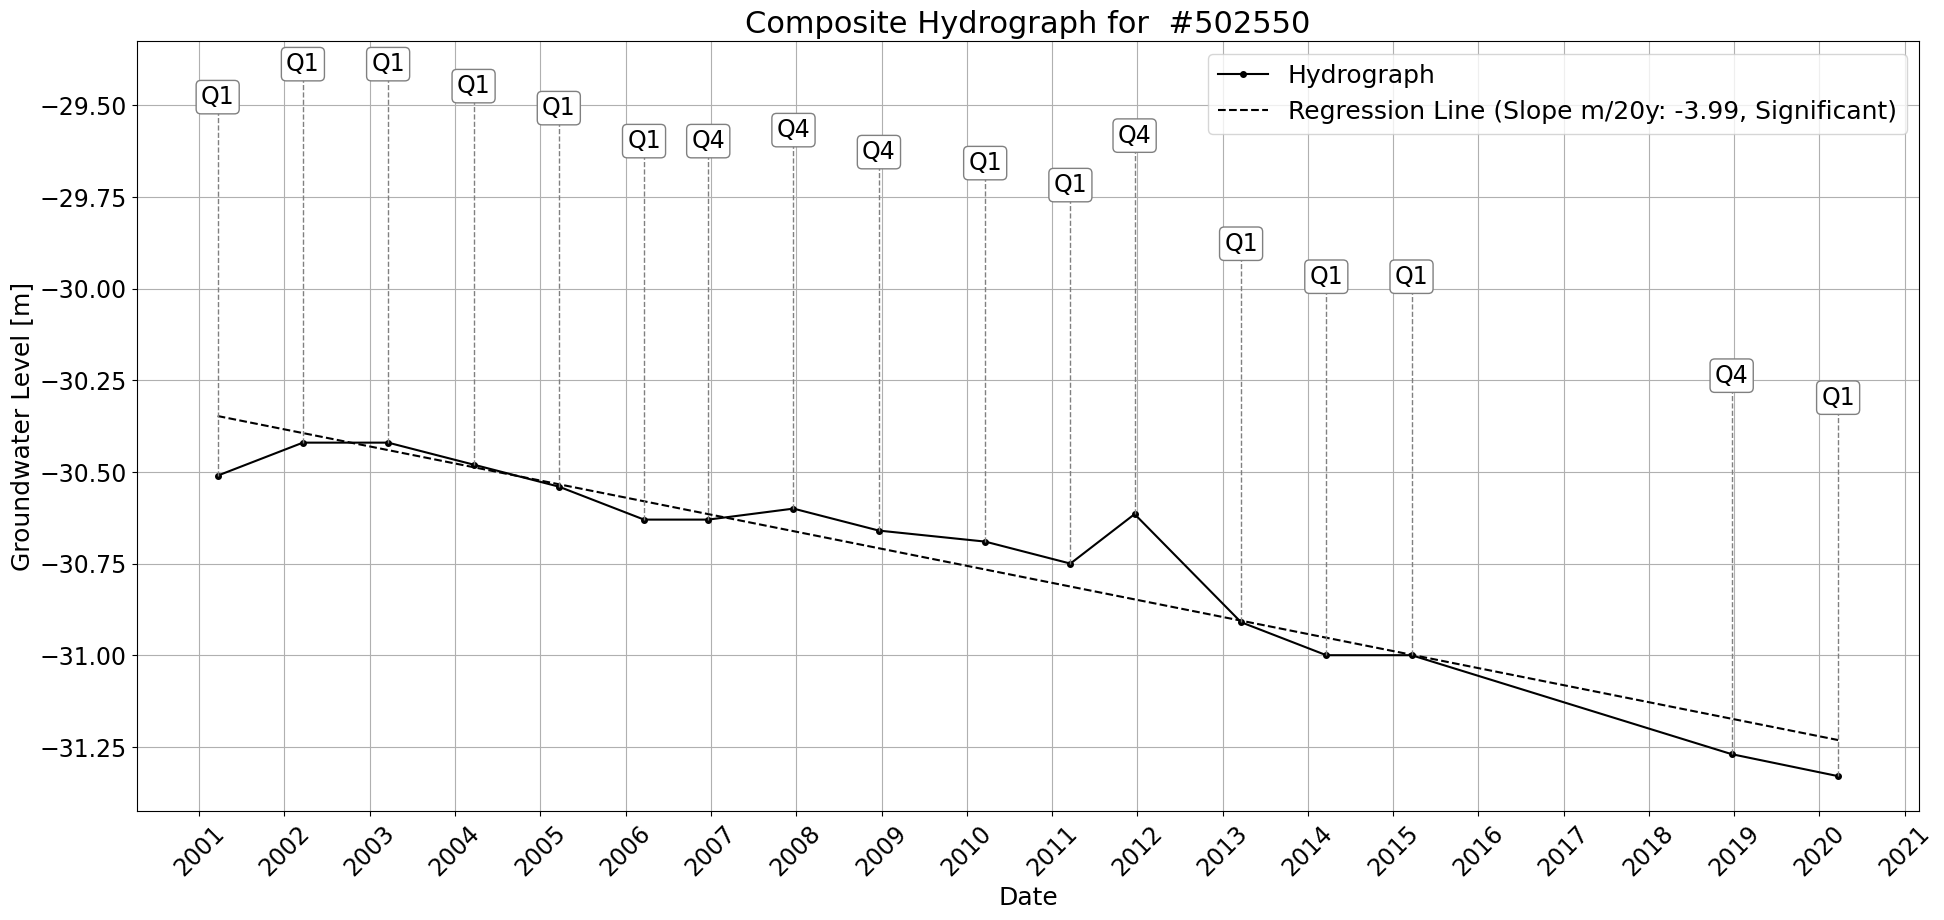 Composite Hydrograph for  #502550
Hydrograph
Regression Line (Slope m/20y: -3.99, Significant)
Q1
Q1
Q1
Q1
Q1
Q1
Q4
Q4
Q4
Q1
Q1
Q4
Q1
Q1
Q1
Q4
Q1
Groundwater Level [m]
−29.50
−29.75
−30.00
−30.25
−30.50
−30.75
−31.00
−31.25
2001
2002
2003
2004
2005
2006
2007
2008
2009
2010
2011
2012
2013
2014
2015
2016
2017
2018
2019
2020
2021
Date